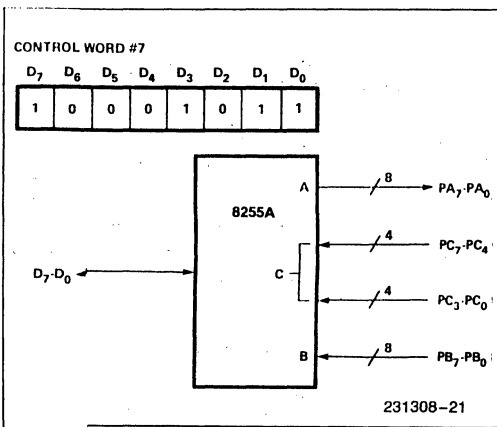 CONTROL WORD #7
D7 D6 D5 D4 D3 D2 D1 D0
1 0 0 0 1 0 1 1
8255A
A
8
PA7-PA0
4
PC7-PC4
D7-D0
C
4
PC3-PC0
B
8
PB7-PB0
231308-21